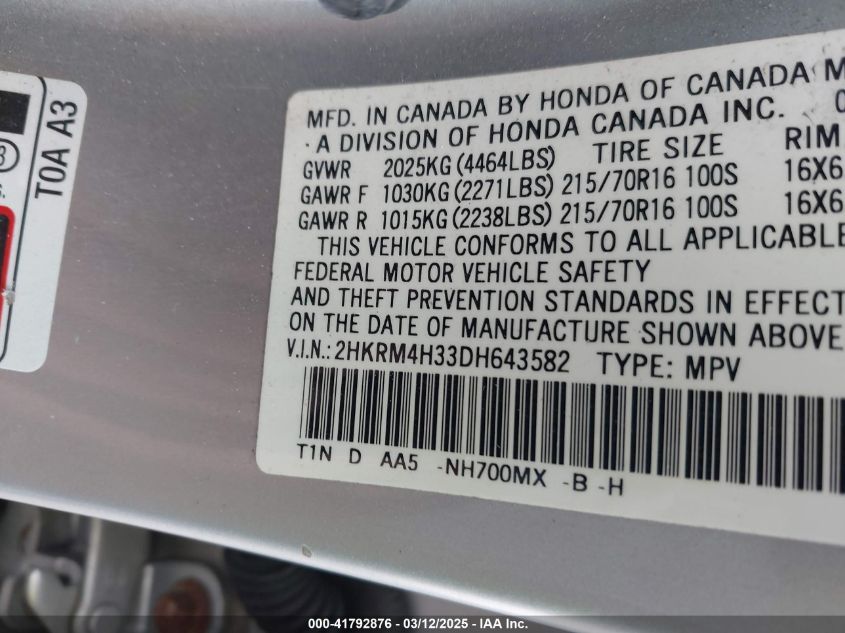 T0A A3
MFD. IN CANADA BY HONDA OF CANADA M
· A DIVISION OF HONDA CANADA INC. 0
GVWR 2025KG (4464LBS) TIRE SIZE RIM
GAWR F 1030KG (2271LBS) 215/70R16 100S 16X6
GAWR R 1015KG (2238LBS) 215/70R16 100S 16X6
THIS VEHICLE CONFORMS TO ALL APPLICABLE
FEDERAL MOTOR VEHICLE SAFETY
AND THEFT PREVENTION STANDARDS IN EFFECT
ON THE DATE OF MANUFACTURE SHOWN ABOVE
V.I.N.: 2HKRM4H33DH643582 TYPE: MPV
T1N D AA5 -NH700MX -B -H
000-41792876 - 03/12/2025 - IAA Inc.